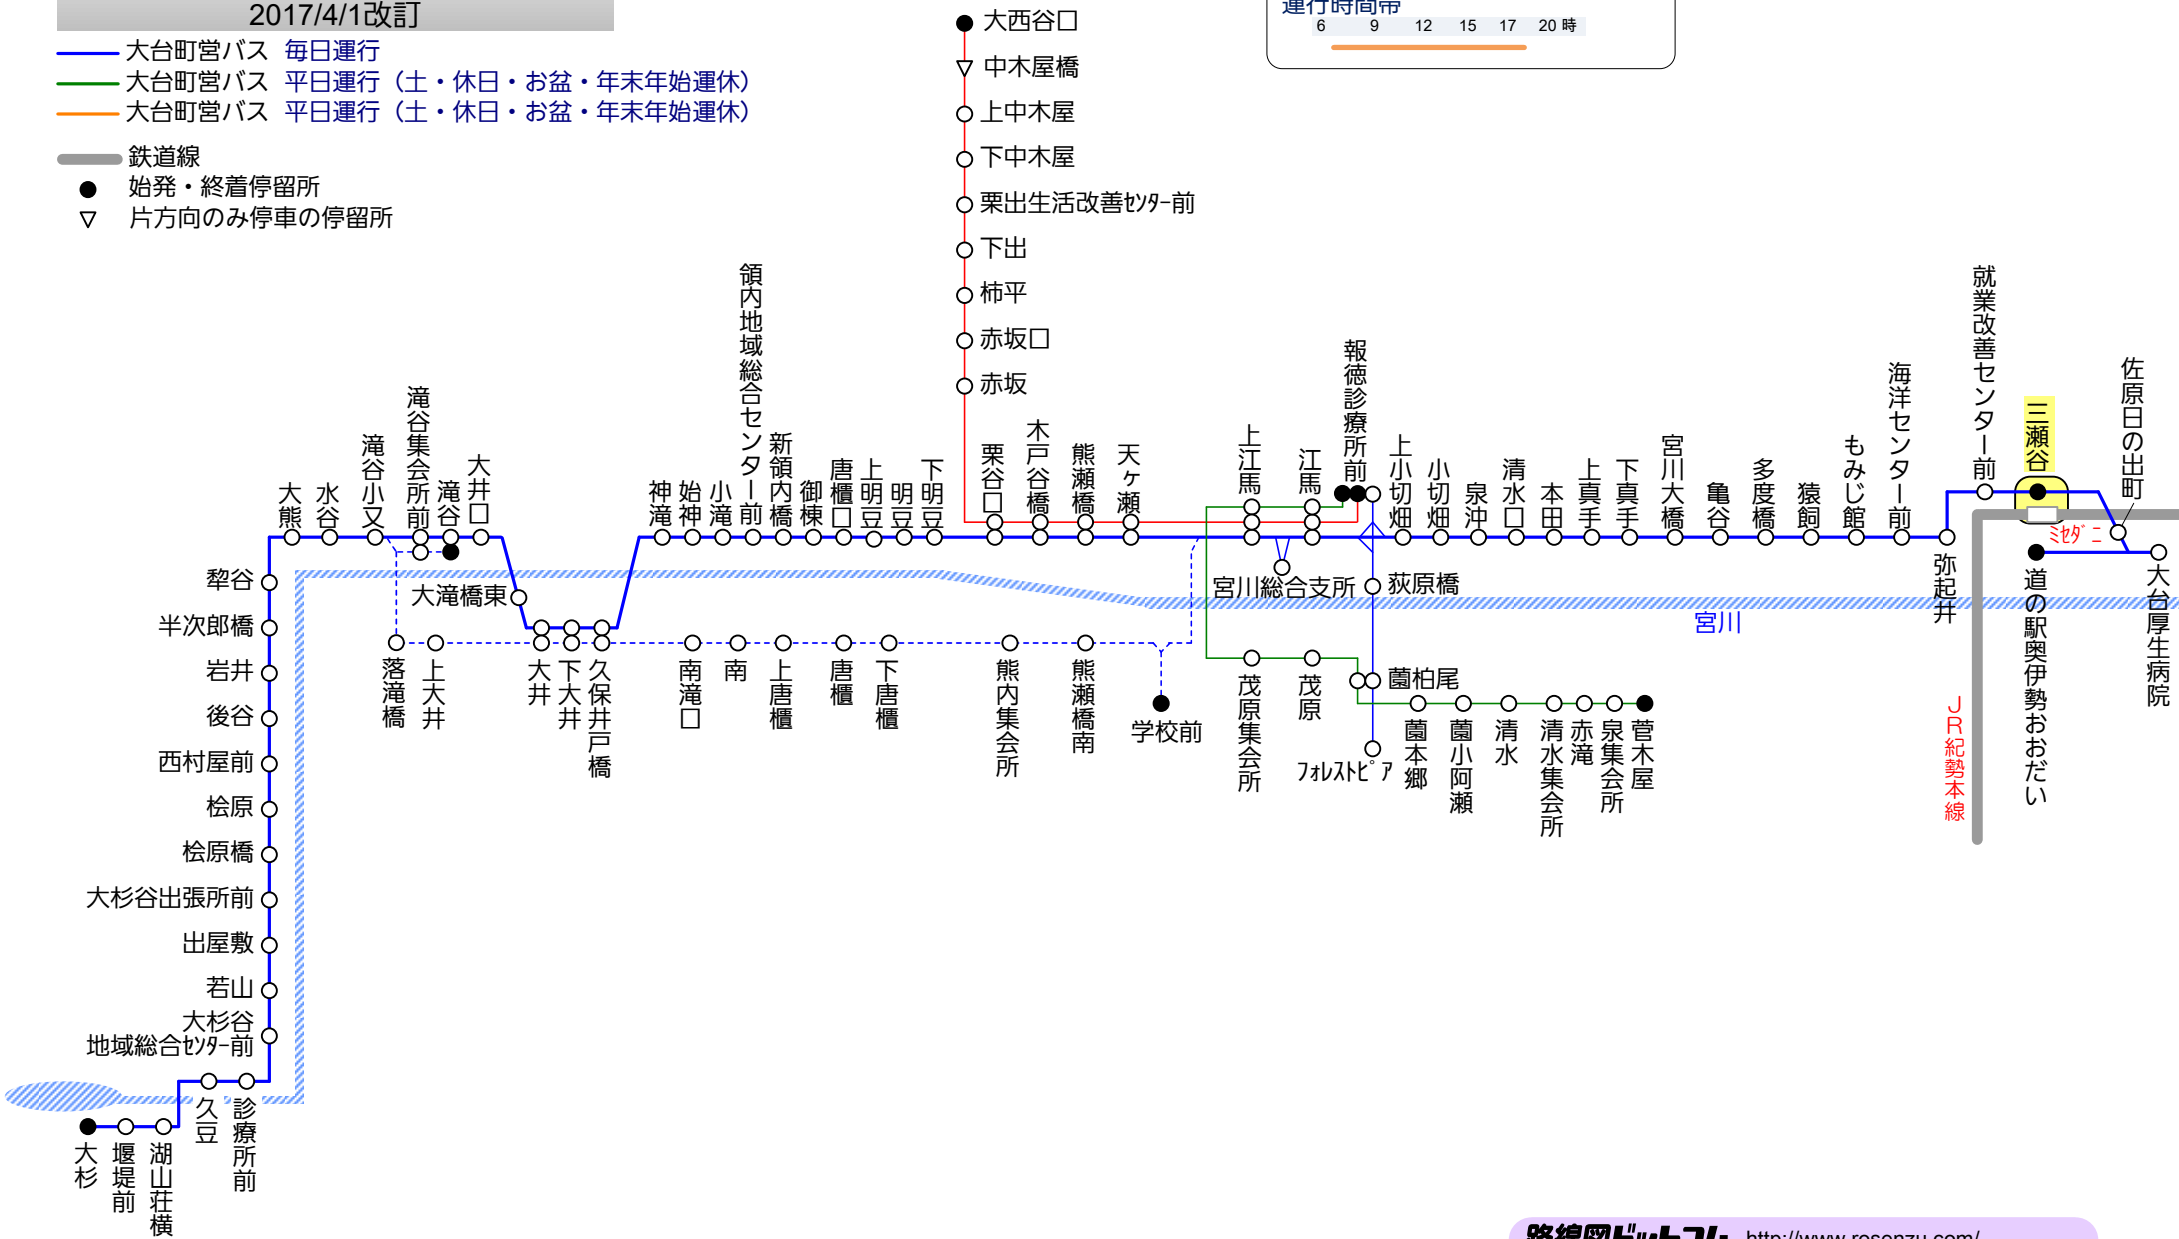 2017/4/1改訂
大台町営バス 毎日運行
大台町営バス 平日運行（土・休日・お盆・年末年始運休）
大台町営バス 平日運行（土・休日・お盆・年末年始運休）
鉄道線
始発・終着停留所
片方向のみ停車の停留所
運行時間帯
6 9 12 15 17 20 時
大西谷口
中木屋橋
上中木屋
下中木屋
栗出生活改善ｾﾝﾀｰ前
下出
柿平
赤坂口
赤坂
大熊
水谷
滝谷小又
滝谷集会所前
滝谷
大井口
神滝
始神
小滝
領内地域総合センター前
新領内橋
御棟
唐櫃口
上明豆
明豆
下明豆
栗谷口
木戸谷橋
熊瀬橋
天ヶ瀬
上江馬
江馬
報徳診療所前
上小切畑
小切畑
泉沖
清水口
本田
上真手
下真手
宮川大橋
亀谷
多度橋
猿飼
もみじ館
海洋センター前
就業改善センター前
三瀬谷
佐原日の出町
ﾐｾﾀﾞﾆ
弥起井
道の駅奥伊勢おおだい
大台厚生病院
JR紀勢本線
宮川
宮川総合支所
荻原橋
薗柏尾
フｫﾚｽﾄﾋﾟｱ
大滝橋東
落滝橋
上大井
大井
下大井
久保井戸橋
南滝口
南
上唐櫃
唐櫃
下唐櫃
熊内集会所
熊瀬橋南
学校前
茂原集会所
茂原
薗本郷
薗小阿瀬
清水
清水集会所
赤滝
泉集会所
菅木屋
犂谷
半次郎橋
岩井
後谷
西村屋前
桧原
桧原橋
大杉谷出張所前
出屋敷
若山
大杉谷
地域総合ｾﾝﾀｰ前
久豆
診療所前
大杉
堰堤前
湖山荘横
路線図ドットコム http://www.rosenzu.com/